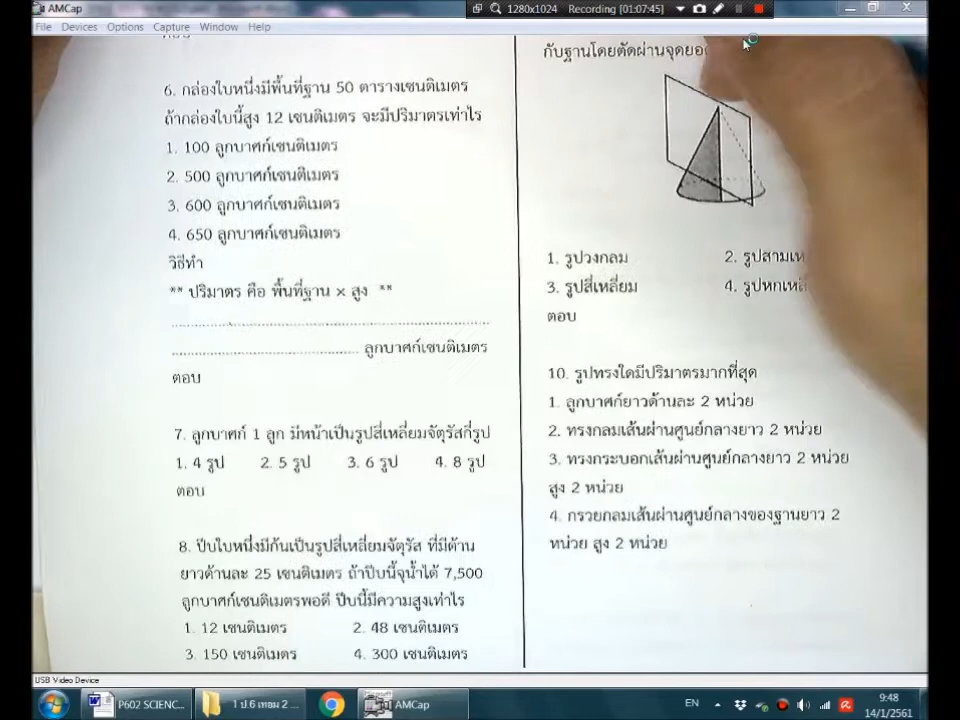 AMCap
1280x1024 Recording [01:07:45]
File Devices Options Capture Window Help
ตอบ
6. กล่องใบหนึ่งมีพื้นที่ฐาน 50 ตารางเซนติเมตร
ถ้ากล่องใบนี้สูง 12 เซนติเมตร จะมีปริมาตรเท่าไร
1. 100 ลูกบาศก์เซนติเมตร
2. 500 ลูกบาศก์เซนติเมตร
3. 600 ลูกบาศก์เซนติเมตร
4. 650 ลูกบาศก์เซนติเมตร
วิธีทำ
** ปริมาตร คือ พื้นที่ฐาน × สูง **
ลูกบาศก์เซนติเมตร
ตอบ
7. ลูกบาศก์ 1 ลูก มีหน้าเป็นรูปสี่เหลี่ยมจัตุรัสกี่รูป
1. 4 รูป 2. 5 รูป 3. 6 รูป 4. 8 รูป
ตอบ
8. ปีบใบหนึ่งมีก้นเป็นรูปสี่เหลี่ยมจัตุรัส ที่มีด้าน
ยาวด้านละ 25 เซนติเมตร ถ้าปีบนี้จุน้ำได้ 7,500
ลูกบาศก์เซนติเมตรพอดี ปีบนี้มีความสูงเท่าไร
1. 12 เซนติเมตร 2. 48 เซนติเมตร
3. 150 เซนติเมตร 4. 300 เซนติเมตร
กับฐานโดยตัดผ่านจุดยอ
1. รูปวงกลม 2. รูปสามเห
3. รูปสี่เหลี่ยม 4. รูปหกเหลี่
ตอบ
10. รูปทรงใดมีปริมาตรมากที่สุด
1. ลูกบาศก์ยาวด้านละ 2 หน่วย
2. ทรงกลมเส้นผ่านศูนย์กลางยาว 2 หน่วย
3. ทรงกระบอกเส้นผ่านศูนย์กลางยาว 2 หน่วย
สูง 2 หน่วย
4. กรวยกลมเส้นผ่านศูนย์กลางของฐานยาว 2
หน่วย สูง 2 หน่วย
USB Video Device
P602 SCIENC... 1 ป.6 เทอม 2 ... AMCap EN 9:48
14/1/2561